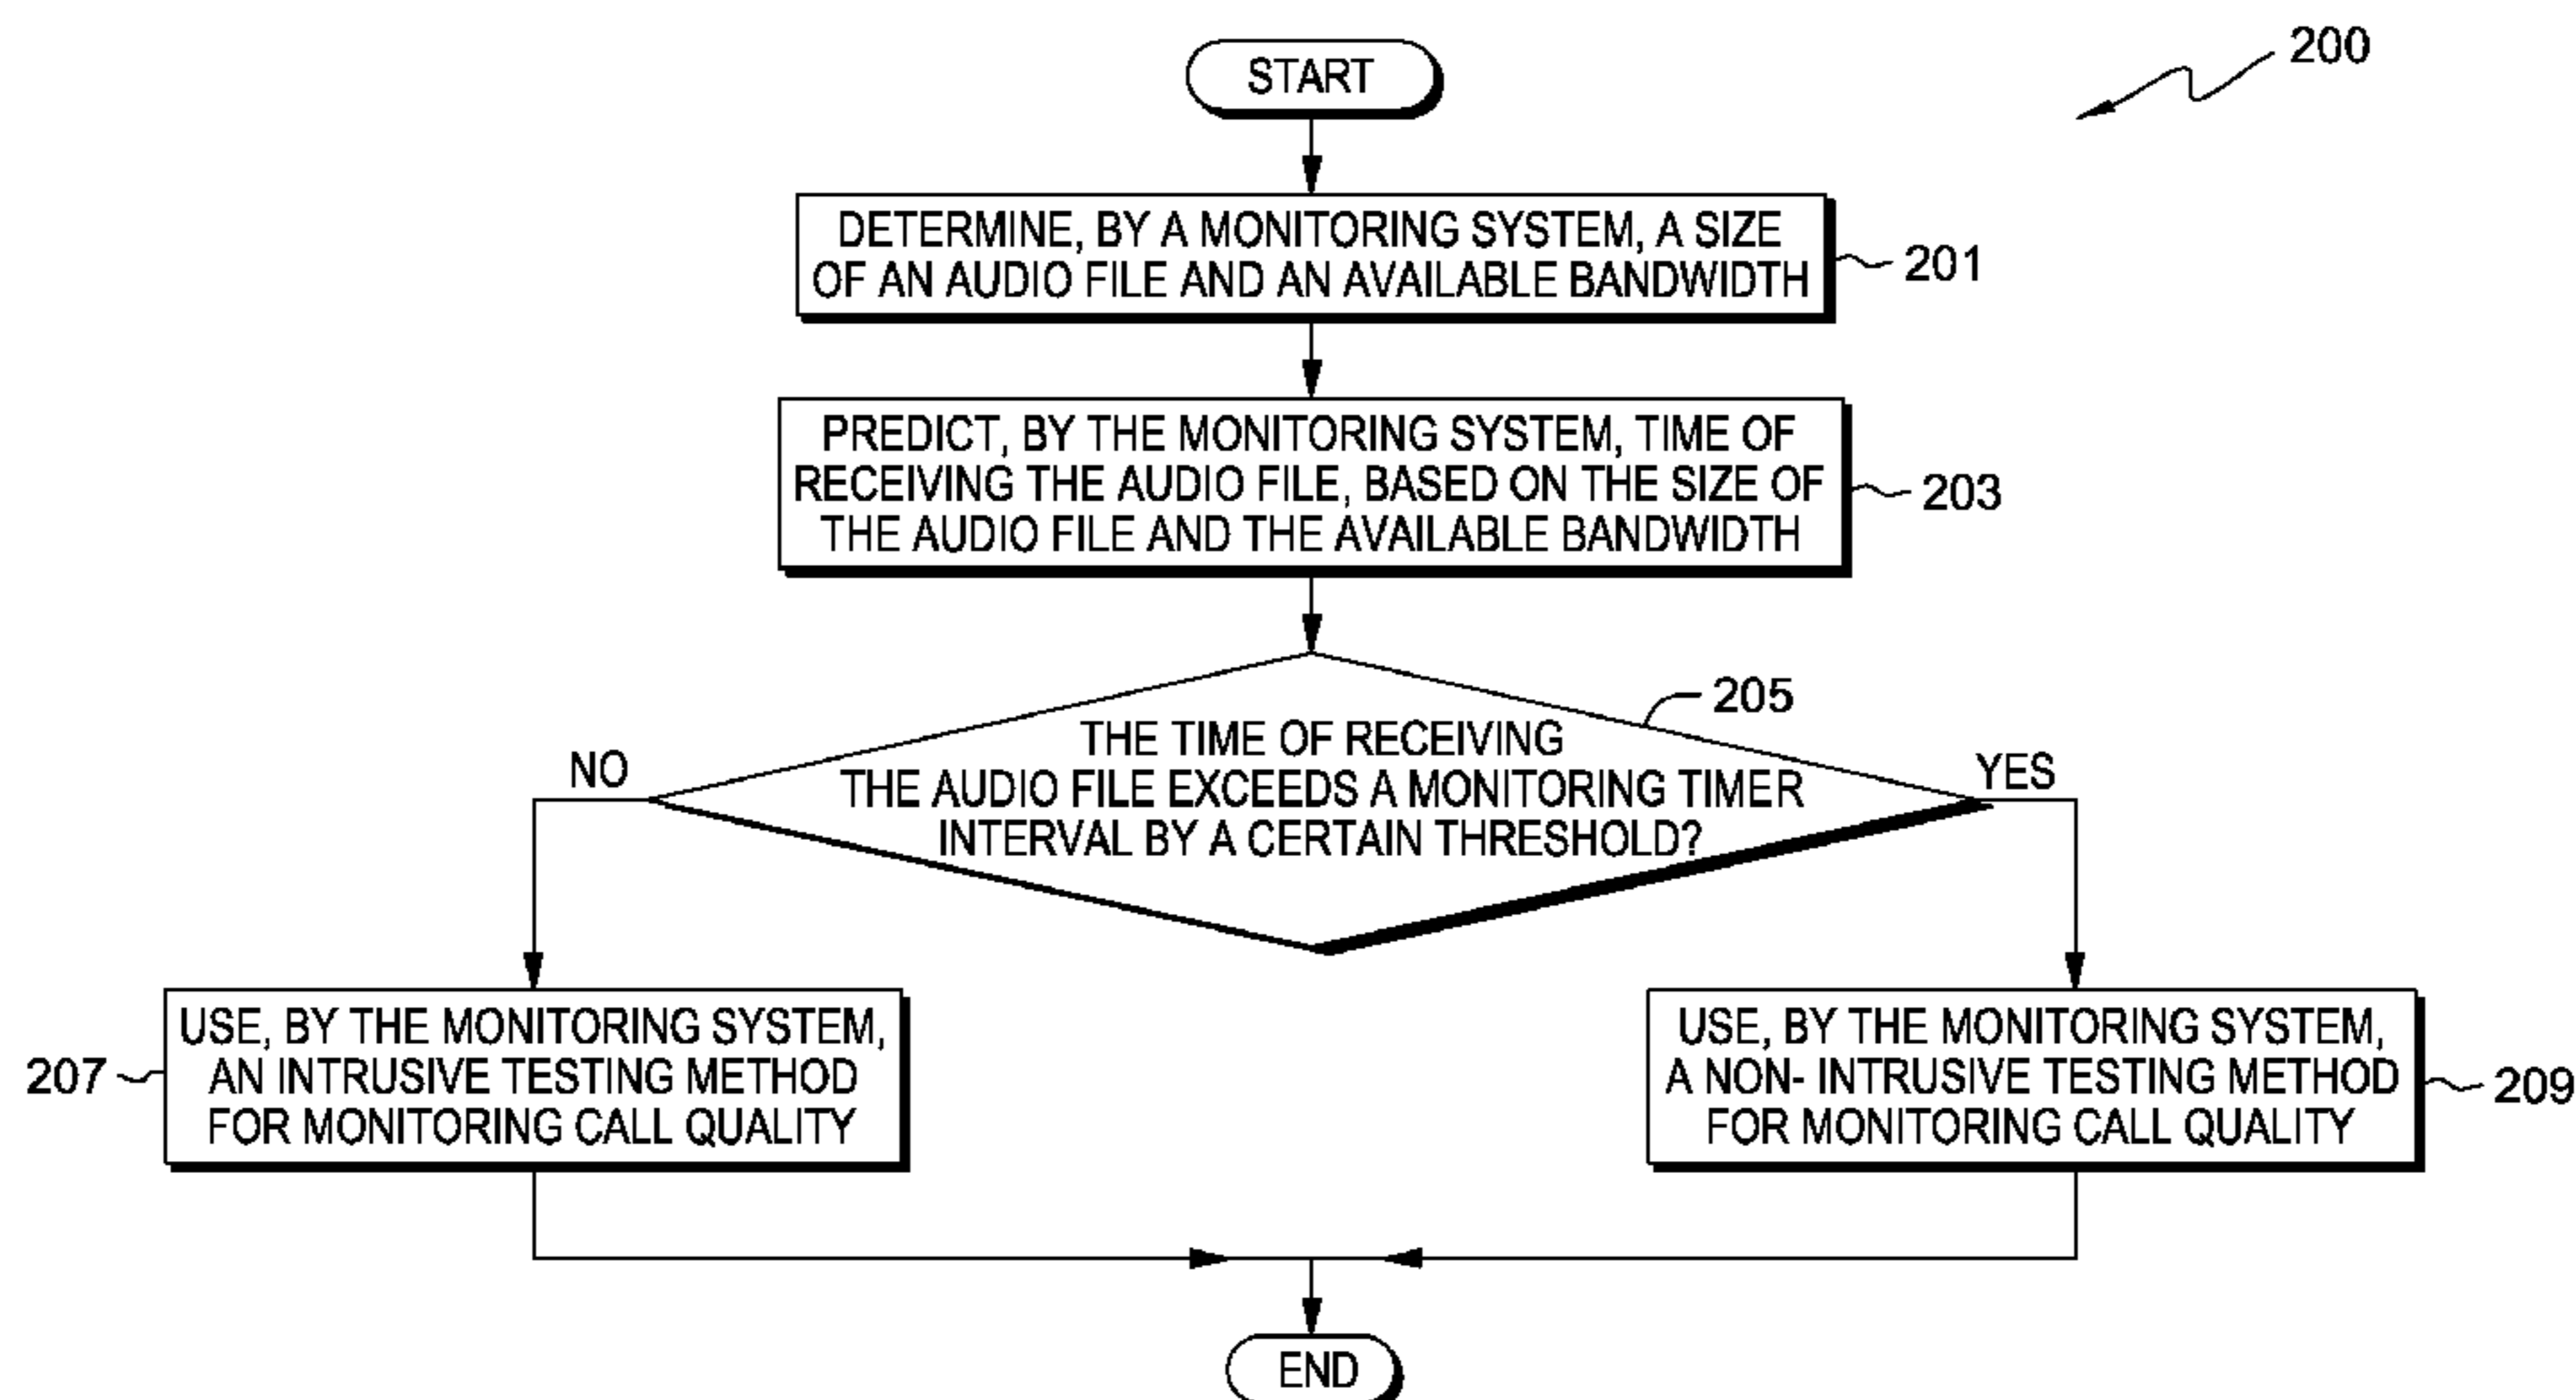 200
START
DETERMINE, BY A MONITORING SYSTEM, A SIZE
OF AN AUDIO FILE AND AN AVAILABLE BANDWIDTH
201
PREDICT, BY THE MONITORING SYSTEM, TIME OF
RECEIVING THE AUDIO FILE, BASED ON THE SIZE OF
THE AUDIO FILE AND THE AVAILABLE BANDWIDTH
203
205
THE TIME OF RECEIVING
THE AUDIO FILE EXCEEDS A MONITORING TIMER
INTERVAL BY A CERTAIN THRESHOLD?
NO
YES
USE, BY THE MONITORING SYSTEM,
AN INTRUSIVE TESTING METHOD
FOR MONITORING CALL QUALITY
207
USE, BY THE MONITORING SYSTEM,
A NON- INTRUSIVE TESTING METHOD
FOR MONITORING CALL QUALITY
209
END